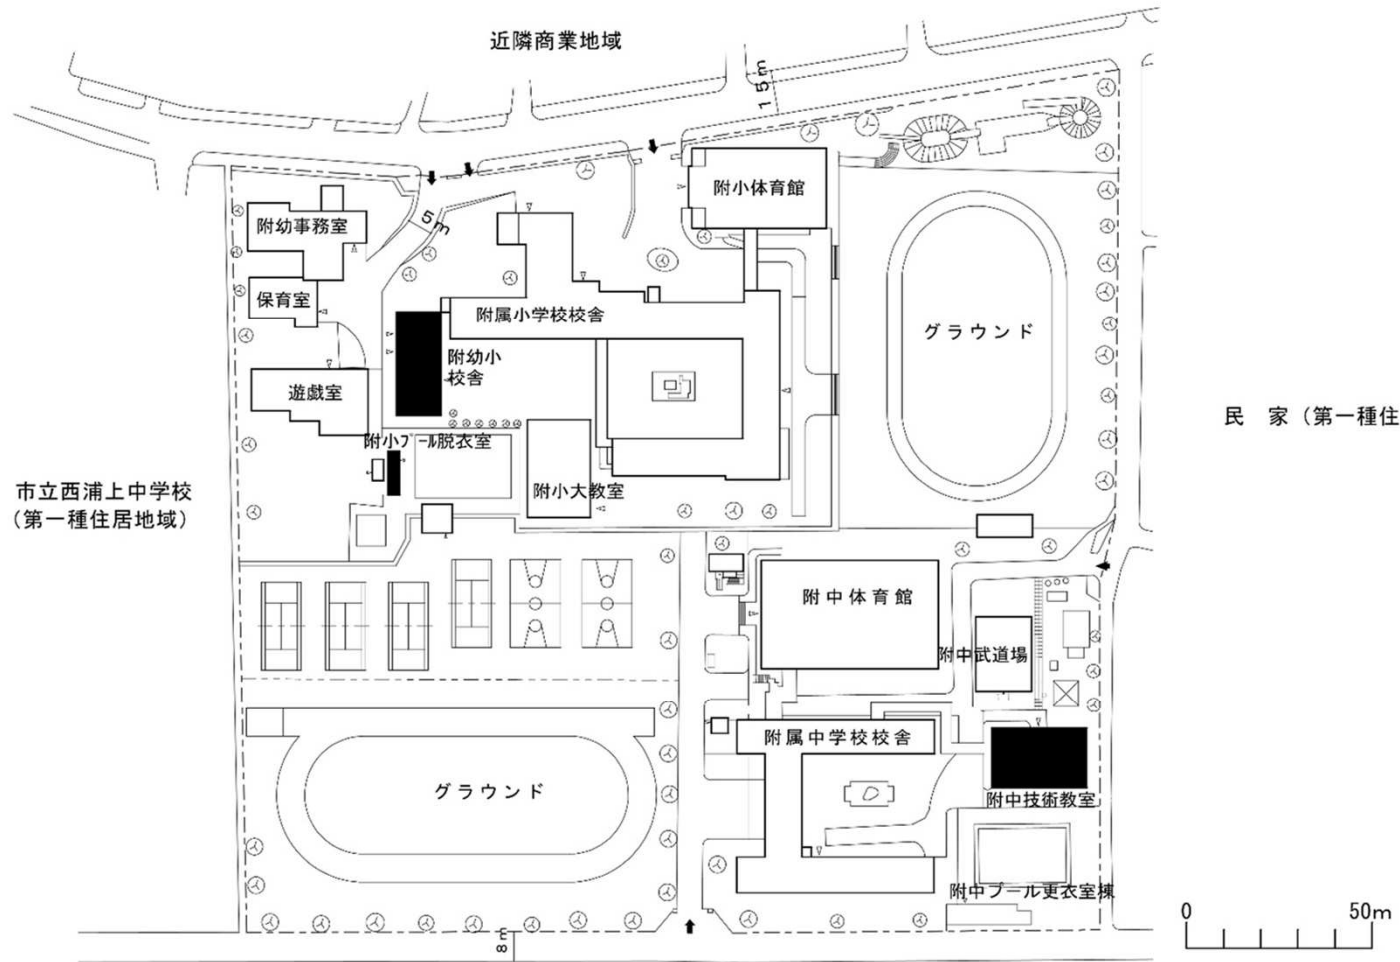 近隣商業地域
15m
附小体育館
附幼事務室
5m
保育室
附属小学校校舎
グラウンド
附幼小
校舎
遊戯室
民　家（第一種住
附小プール脱衣室
附小大教室
市立西浦上中学校
（第一種住居地域）
附中体育館
附中武道場
附属中学校校舎
グラウンド
附中技術教室
附中プール更衣室棟
0
50m
8m